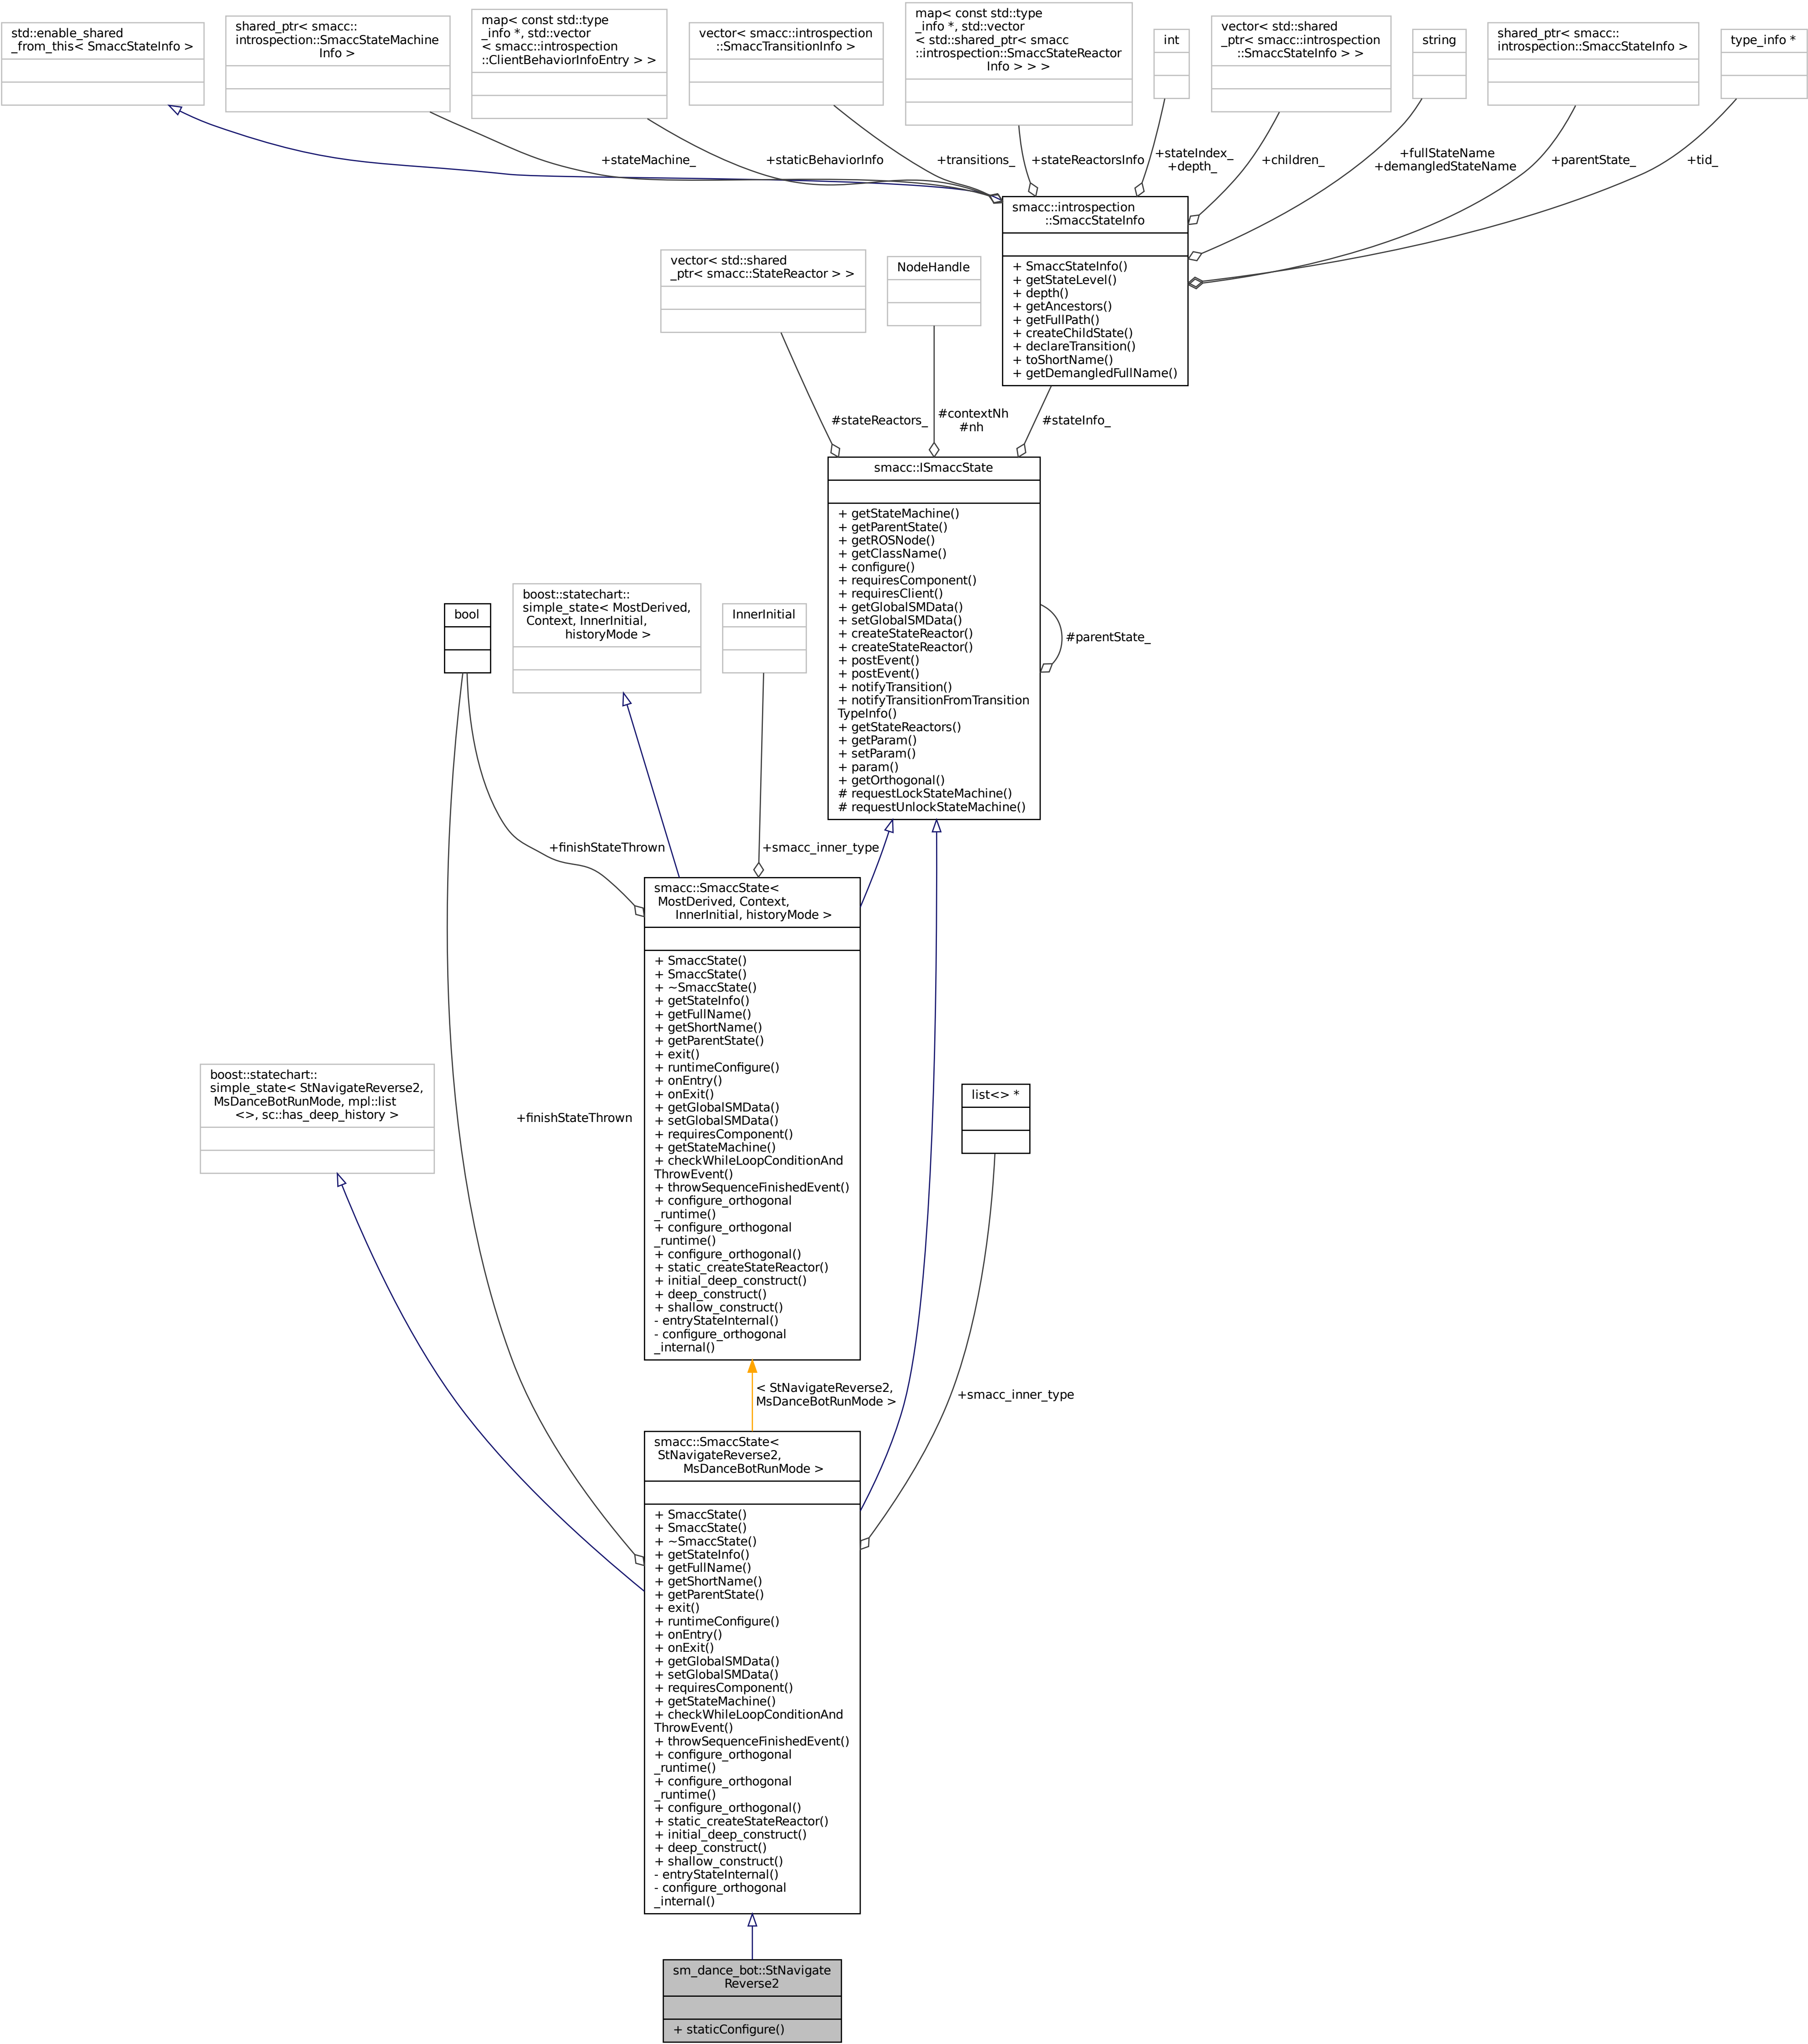 std::enable_shared
_from_this< SmaccStateInfo >
shared_ptr< smacc::
introspection::SmaccStateMachine
Info >
map< const std::type
_info *, std::vector
< smacc::introspection
::ClientBehaviorInfoEntry > >
vector< smacc::introspection
::SmaccTransitionInfo >
map< const std::type
_info *, std::vector
< std::shared_ptr< smacc
::introspection::SmaccStateReactor
Info > > >
int
vector< std::shared
_ptr< smacc::introspection
::SmaccStateInfo > >
string
shared_ptr< smacc::
introspection::SmaccStateInfo >
type_info *
+stateMachine_
+staticBehaviorInfo
+transitions_
+stateReactorsInfo
+stateIndex_
+depth_
+children_
+fullStateName
+demangledStateName
+parentState_
+tid_
smacc::introspection
::SmaccStateInfo
+ SmaccStateInfo()
+ getStateLevel()
+ depth()
+ getAncestors()
+ getFullPath()
+ createChildState()
+ declareTransition()
+ toShortName()
+ getDemangledFullName()
vector< std::shared
_ptr< smacc::StateReactor > >
NodeHandle
#stateReactors_
#contextNh
#nh
#stateInfo_
smacc::ISmaccState
+ getStateMachine()
+ getParentState()
+ getROSNode()
+ getClassName()
+ configure()
+ requiresComponent()
+ requiresClient()
+ getGlobalSMData()
+ setGlobalSMData()
+ createStateReactor()
+ createStateReactor()
+ postEvent()
+ postEvent()
+ notifyTransition()
+ notifyTransitionFromTransition
TypeInfo()
+ getStateReactors()
+ getParam()
+ setParam()
+ param()
+ getOrthogonal()
# requestLockStateMachine()
# requestUnlockStateMachine()
#parentState_
bool
boost::statechart::
simple_state< MostDerived,
Context, InnerInitial,
historyMode >
InnerInitial
+finishStateThrown
+smacc_inner_type
smacc::SmaccState<
MostDerived, Context,
InnerInitial, historyMode >
+ SmaccState()
+ SmaccState()
+ ~SmaccState()
+ getStateInfo()
+ getFullName()
+ getShortName()
+ getParentState()
+ exit()
+ runtimeConfigure()
+ onEntry()
+ onExit()
+ getGlobalSMData()
+ setGlobalSMData()
+ requiresComponent()
+ getStateMachine()
+ checkWhileLoopConditionAnd
ThrowEvent()
+ throwSequenceFinishedEvent()
+ configure_orthogonal
_runtime()
+ configure_orthogonal
_runtime()
+ configure_orthogonal()
+ static_createStateReactor()
+ initial_deep_construct()
+ deep_construct()
+ shallow_construct()
- entryStateInternal()
- configure_orthogonal
_internal()
boost::statechart::
simple_state< StNavigateReverse2,
MsDanceBotRunMode, mpl::list
<>, sc::has_deep_history >
+finishStateThrown
list<> *
< StNavigateReverse2,
MsDanceBotRunMode >
+smacc_inner_type
smacc::SmaccState<
StNavigateReverse2,
MsDanceBotRunMode >
+ SmaccState()
+ SmaccState()
+ ~SmaccState()
+ getStateInfo()
+ getFullName()
+ getShortName()
+ getParentState()
+ exit()
+ runtimeConfigure()
+ onEntry()
+ onExit()
+ getGlobalSMData()
+ setGlobalSMData()
+ requiresComponent()
+ getStateMachine()
+ checkWhileLoopConditionAnd
ThrowEvent()
+ throwSequenceFinishedEvent()
+ configure_orthogonal
_runtime()
+ configure_orthogonal
_runtime()
+ configure_orthogonal()
+ static_createStateReactor()
+ initial_deep_construct()
+ deep_construct()
+ shallow_construct()
- entryStateInternal()
- configure_orthogonal
_internal()
sm_dance_bot::StNavigate
Reverse2
+ staticConfigure()